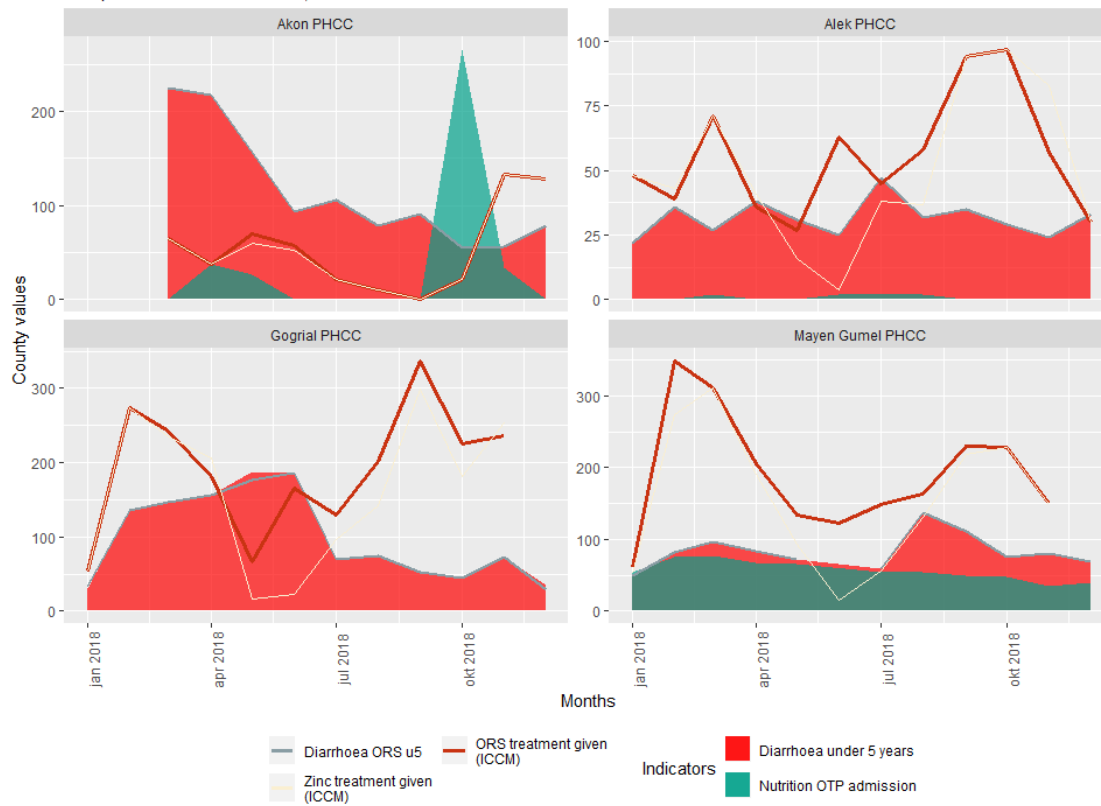 Akon PHCC
Alek PHCC
200
100
0
100
75
50
25
0
Gogrial PHCC
Mayen Gumel PHCC
300
200
100
0
300
200
100
0
County values
jan 2018
apr 2018
jul 2018
okt 2018
jan 2018
apr 2018
jul 2018
okt 2018
Months
Diarrhoea ORS u5
ORS treatment given
(ICCM)
Zinc treatment given
(ICCM)
Indicators
Diarrhoea under 5 years
Nutrition OTP admission